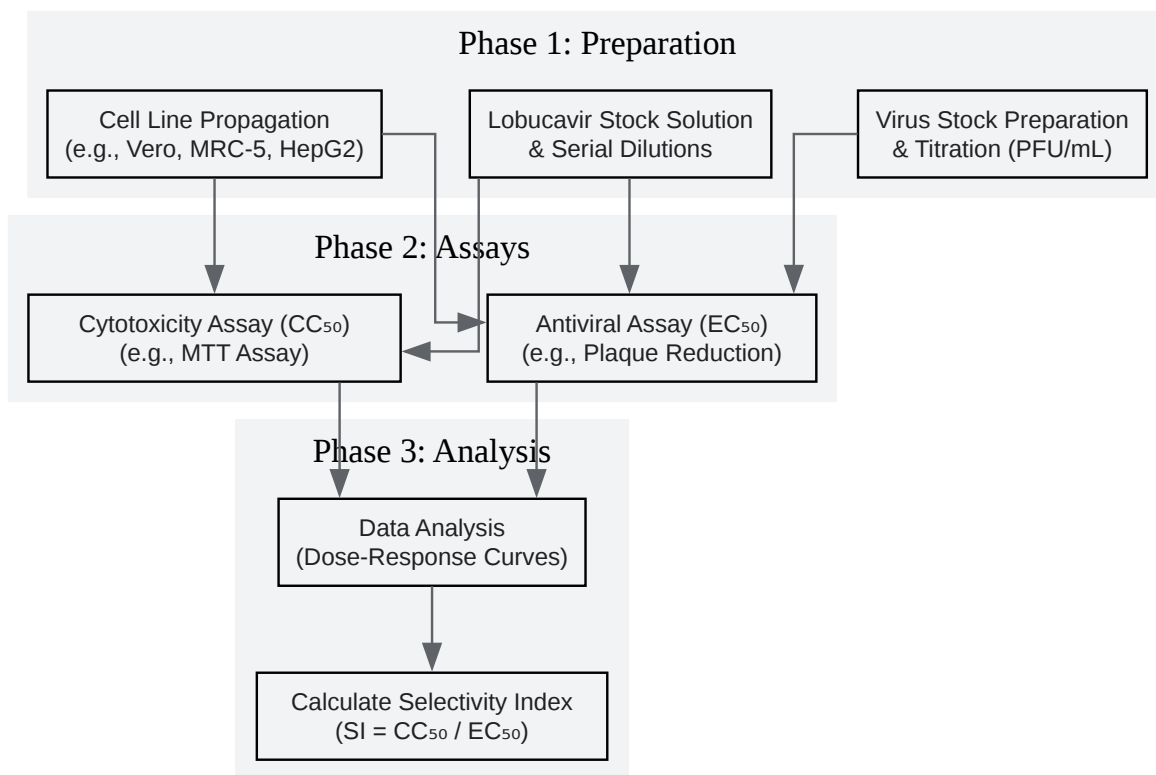 Phase 1: Preparation
Cell Line Propagation
(e.g., Vero, MRC-5, HepG2)
Lobucavir Stock Solution
& Serial Dilutions
Virus Stock Preparation
& Titration (PFU/mL)
Phase 2: Assays
Cytotoxicity Assay (CC₅₀)
(e.g., MTT Assay)
Antiviral Assay (EC₅₀)
(e.g., Plaque Reduction)
Phase 3: Analysis
Data Analysis
(Dose-Response Curves)
Calculate Selectivity Index
(SI = CC₅₀ / EC₅₀)